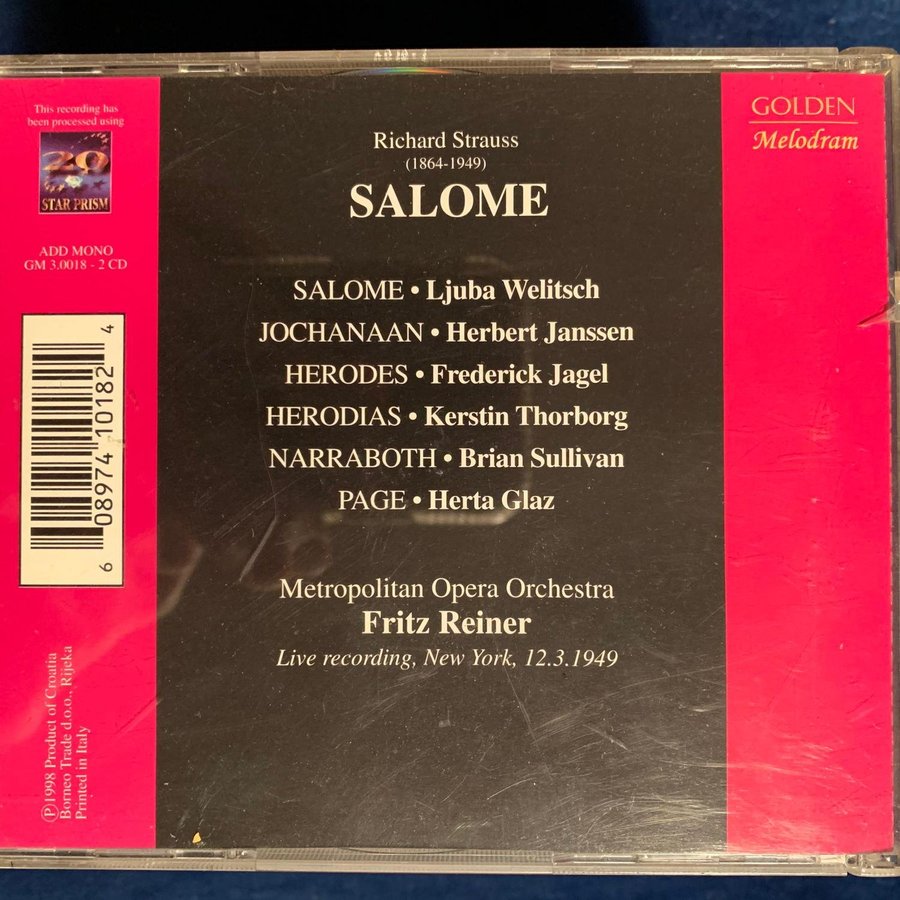 This recording has
been processed using
20
STAR PRISM
ADD MONO
GM 3.0018 - 2 CD
6 08974 10182 4
℗1998 Product of Croatia
Borneo Trade d.o.o., Rijeka
Printed in Italy
Richard Strauss
(1864-1949)
SALOME
SALOME • Ljuba Welitsch
JOCHANAAN • Herbert Janssen
HERODES • Frederick Jagel
HERODIAS • Kerstin Thorborg
NARRABOTH • Brian Sullivan
PAGE • Herta Glaz
Metropolitan Opera Orchestra
Fritz Reiner
Live recording, New York, 12.3.1949
GOLDEN
Melodram